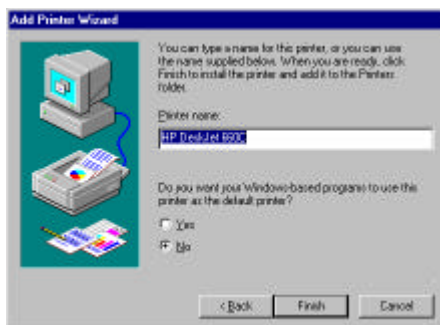 Add Printer Wizard
You can type a name for this printer, or you can use
the name supplied below. When you are ready, click
Finish to install the printer and add it to the Printers
folder.
Printer name:
HP DeskJet 660C
Do you want your Windows-based programs to use this
printer as the default printer?
Yes
No
< Back
Finish
Cancel